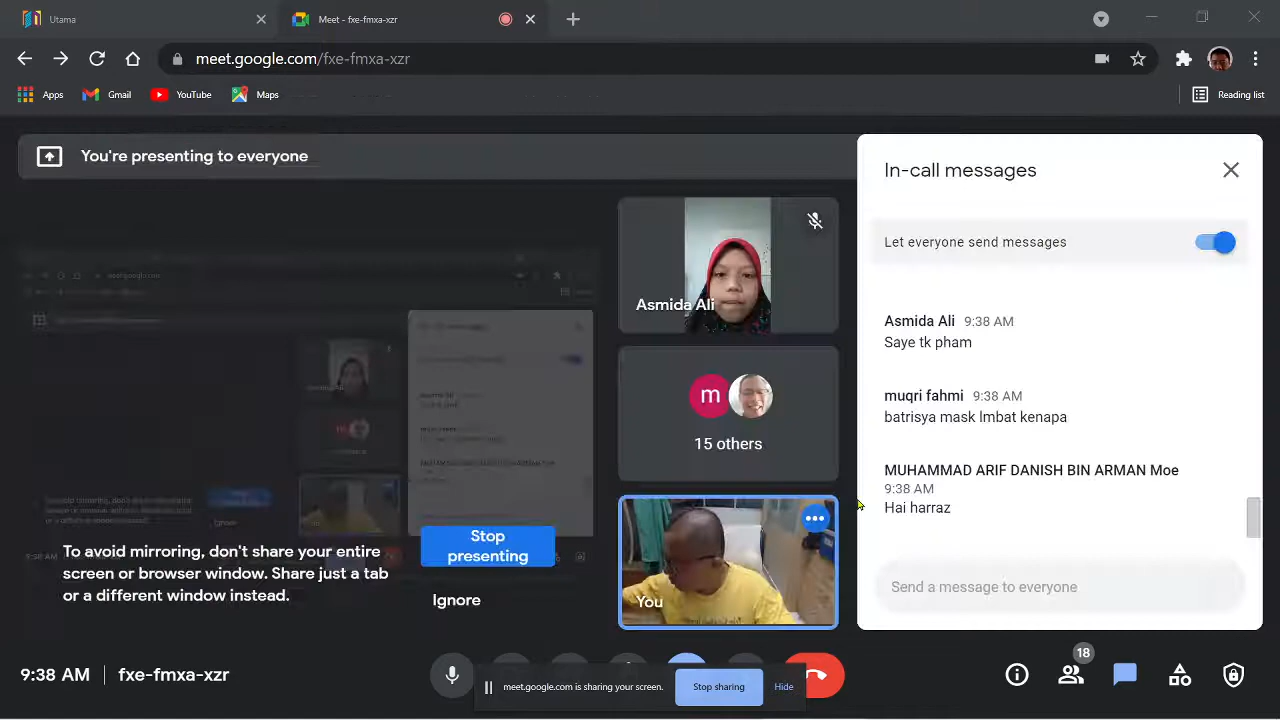 Utama
Meet - fxe-fmxa-xzr
meet.google.com/fxe-fmxa-xzr
Apps
Gmail
YouTube
Maps
Reading list
You're presenting to everyone
In-call messages
Let everyone send messages
Asmida Ali
Asmida Ali 9:38 AM
Saye tk pham
m
15 others
muqri fahmi 9:38 AM
batrisya mask lmbat kenapa
MUHAMMAD ARIF DANISH BIN ARMAN Moe
9:38 AM
Hai harraz
To avoid mirroring, don't share your entire
screen or browser window. Share just a tab
or a different window instead.
Stop
presenting
Ignore
You
Send a message to everyone
9:38 AM
fxe-fmxa-xzr
meet.google.com is sharing your screen.
Stop sharing
Hide
18